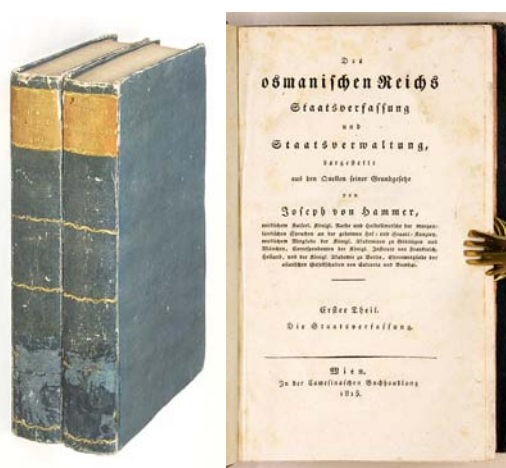 Des
osmanischen Reichs
Staatsverfassung
und
Staatsverwaltung,
dargestellt
aus den Quellen seiner Grundgesetze
von
Joseph von Hammer,
wirklichem Kaiserl. Königl. Rathe und Hofdolmetsche der morgen-
ländischen Sprachen an der geheimen Hof- und Staats-Kanzley,
wirklichem Mitgliede der Königl. Akademien zu Göttingen und
München, Correspondenten der Königl. Institute von Frankreich,
Holland, und der Königl. Akademie zu Berlin, Ehrenmitgliede der
asiatischen Gesellschaften von Calcutta und Bombai.
Erster Theil.
Die Staatsverfassung.
Wien.
In der Camesinaschen Buchhandlung
1815.